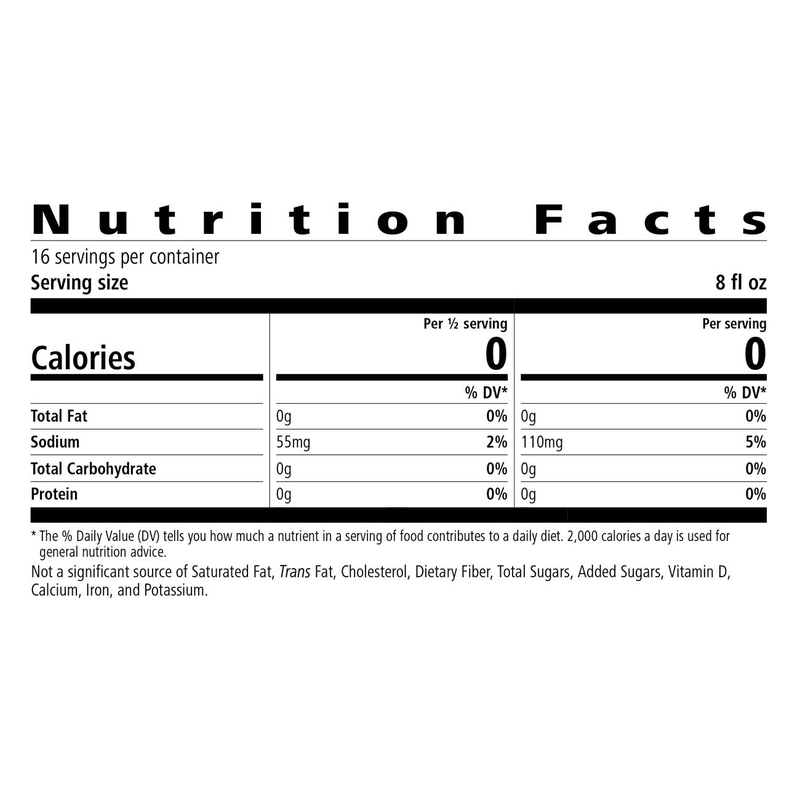 Nutrition Facts
16 servings per container
Serving size 8 fl oz
Per ½ serving Per serving
Calories 0 0
% DV* % DV*
Total Fat 0g 0% 0g 0%
Sodium 55mg 2% 110mg 5%
Total Carbohydrate 0g 0% 0g 0%
Protein 0g 0% 0g 0%
* The % Daily Value (DV) tells you how much a nutrient in a serving of food contributes to a daily diet. 2,000 calories a day is used for
general nutrition advice.
Not a significant source of Saturated Fat, Trans Fat, Cholesterol, Dietary Fiber, Total Sugars, Added Sugars, Vitamin D,
Calcium, Iron, and Potassium.